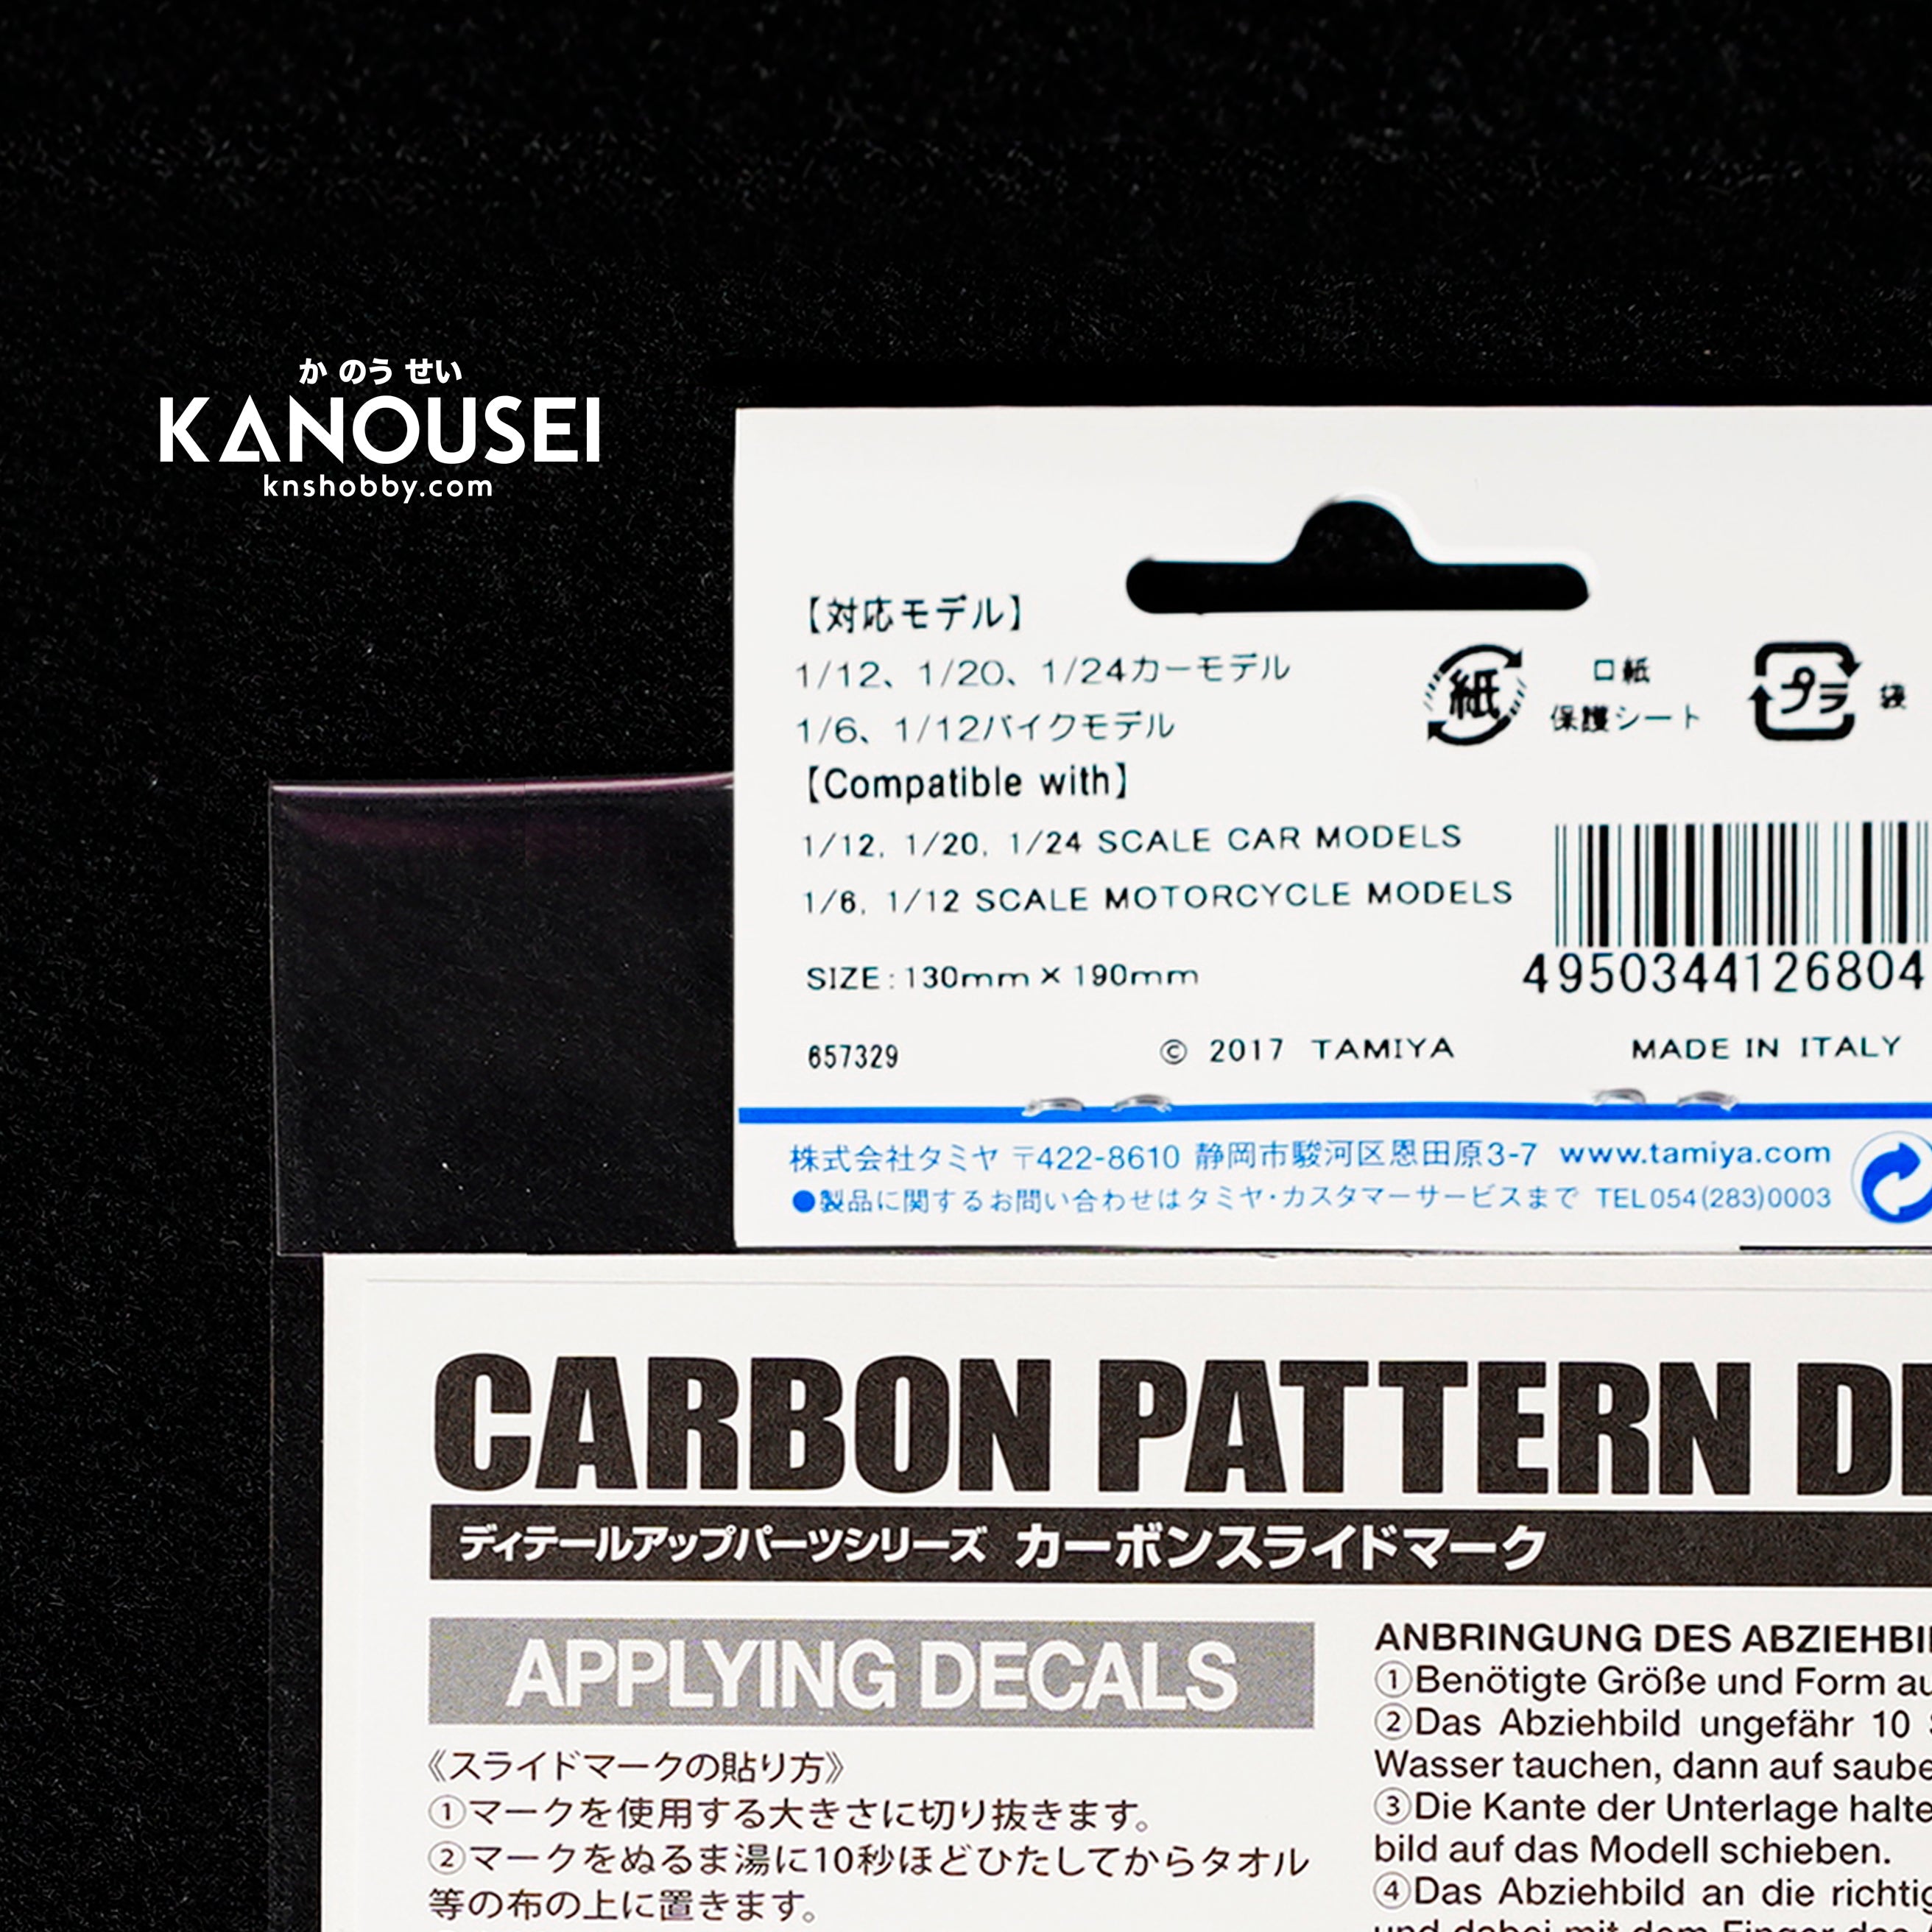 か のう せい
KANOUSEI
knshobby.com
【対応モデル】
1/12、1/20、1/24カーモデル
1/6、1/12バイクモデル
【Compatible with】
1/12, 1/20, 1/24 SCALE CAR MODELS
1/6, 1/12 SCALE MOTORCYCLE MODELS
SIZE:130mm×190mm
657329
© 2017 TAMIYA
MADE IN ITALY
紙
口紙
保護シート
プラ
袋
4950344126804
株式会社タミヤ 〒422-8610 静岡市駿河区恩田原3-7 www.tamiya.com
●製品に関するお問い合わせはタミヤ・カスタマーサービスまで TEL054(283)0003
CARBON PATTERN
ディテールアップパーツシリーズ カーボンスライドマーク
APPLYING DECALS
《スライドマークの貼り方》
①マークを使用する大きさに切り抜きます。
②マークをぬるま湯に10秒ほどひたしてからタオル
等の布の上に置きます。
ANBRINGUNG DES
①Benötigte Größe und Form
②Das Abziehbild ungefähr 10
Wasser tauchen, dann auf
③Die Kante der Unterlage
bild auf das Modell schieben.
④Das Abziehbild an die